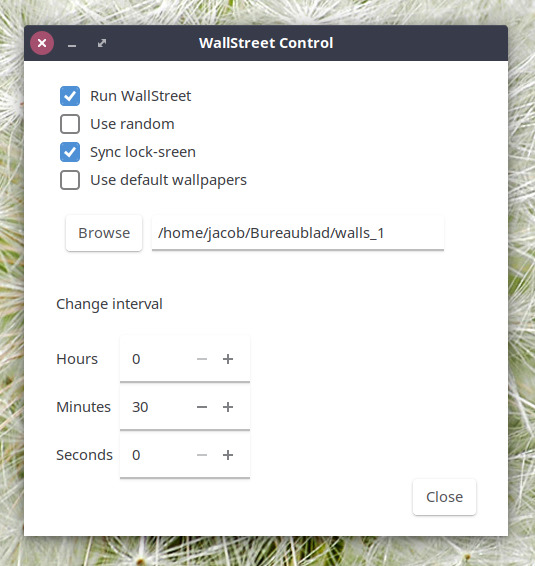 WallStreet Control
Run WallStreet
Use random
Sync lock-sreen
Use default wallpapers
Browse /home/jacob/Bureaublad/walls_1
Change interval
Hours 0
Minutes 30
Seconds 0
Close